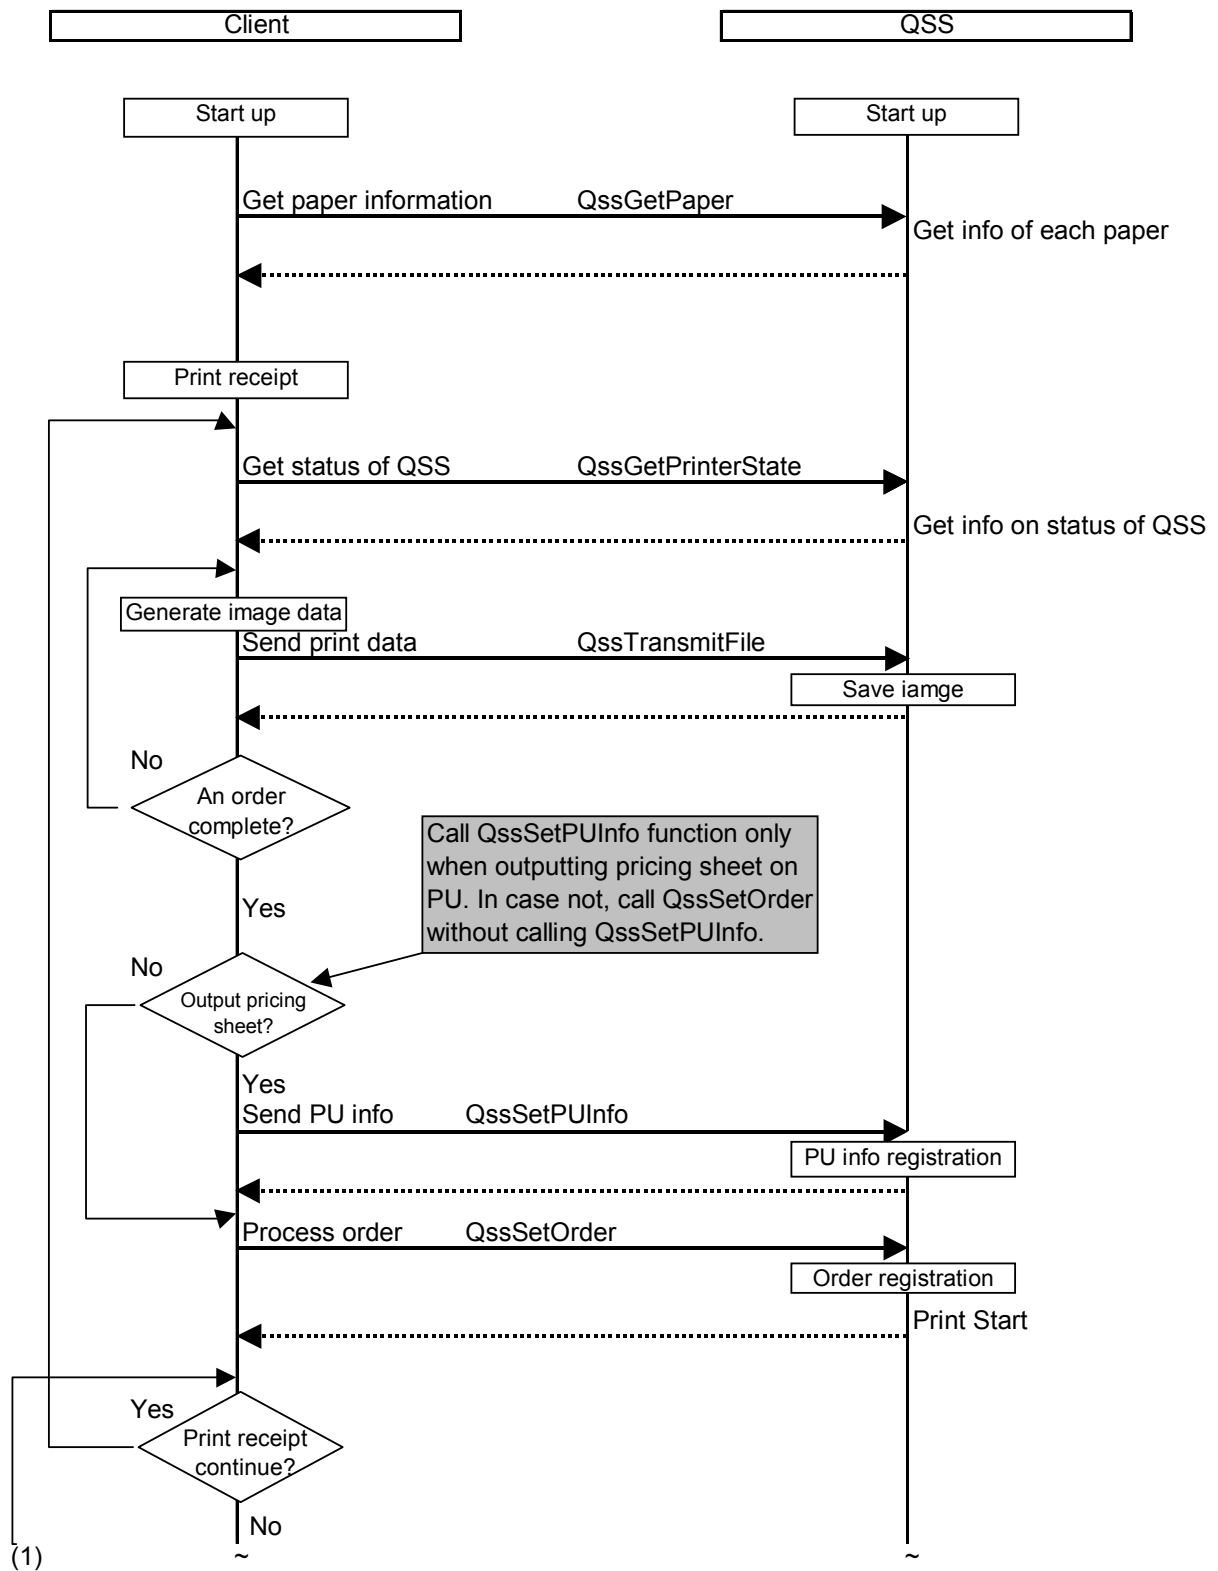 Client
QSS
Start up
Start up
Get paper information
QssGetPaper
Get info of each paper
Print receipt
Get status of QSS
QssGetPrinterState
Get info on status of QSS
Generate image data
Send print data
QssTransmitFile
Save iamge
No
An order
complete?
Call QssSetPUInfo function only
when outputting pricing sheet on
PU. In case not, call QssSetOrder
without calling QssSetPUInfo.
Yes
No
Output pricing
sheet?
Yes
Send PU info
QssSetPUInfo
PU info registration
Process order
QssSetOrder
Order registration
Print Start
Yes
Print receipt
continue?
No
(1)
~
~